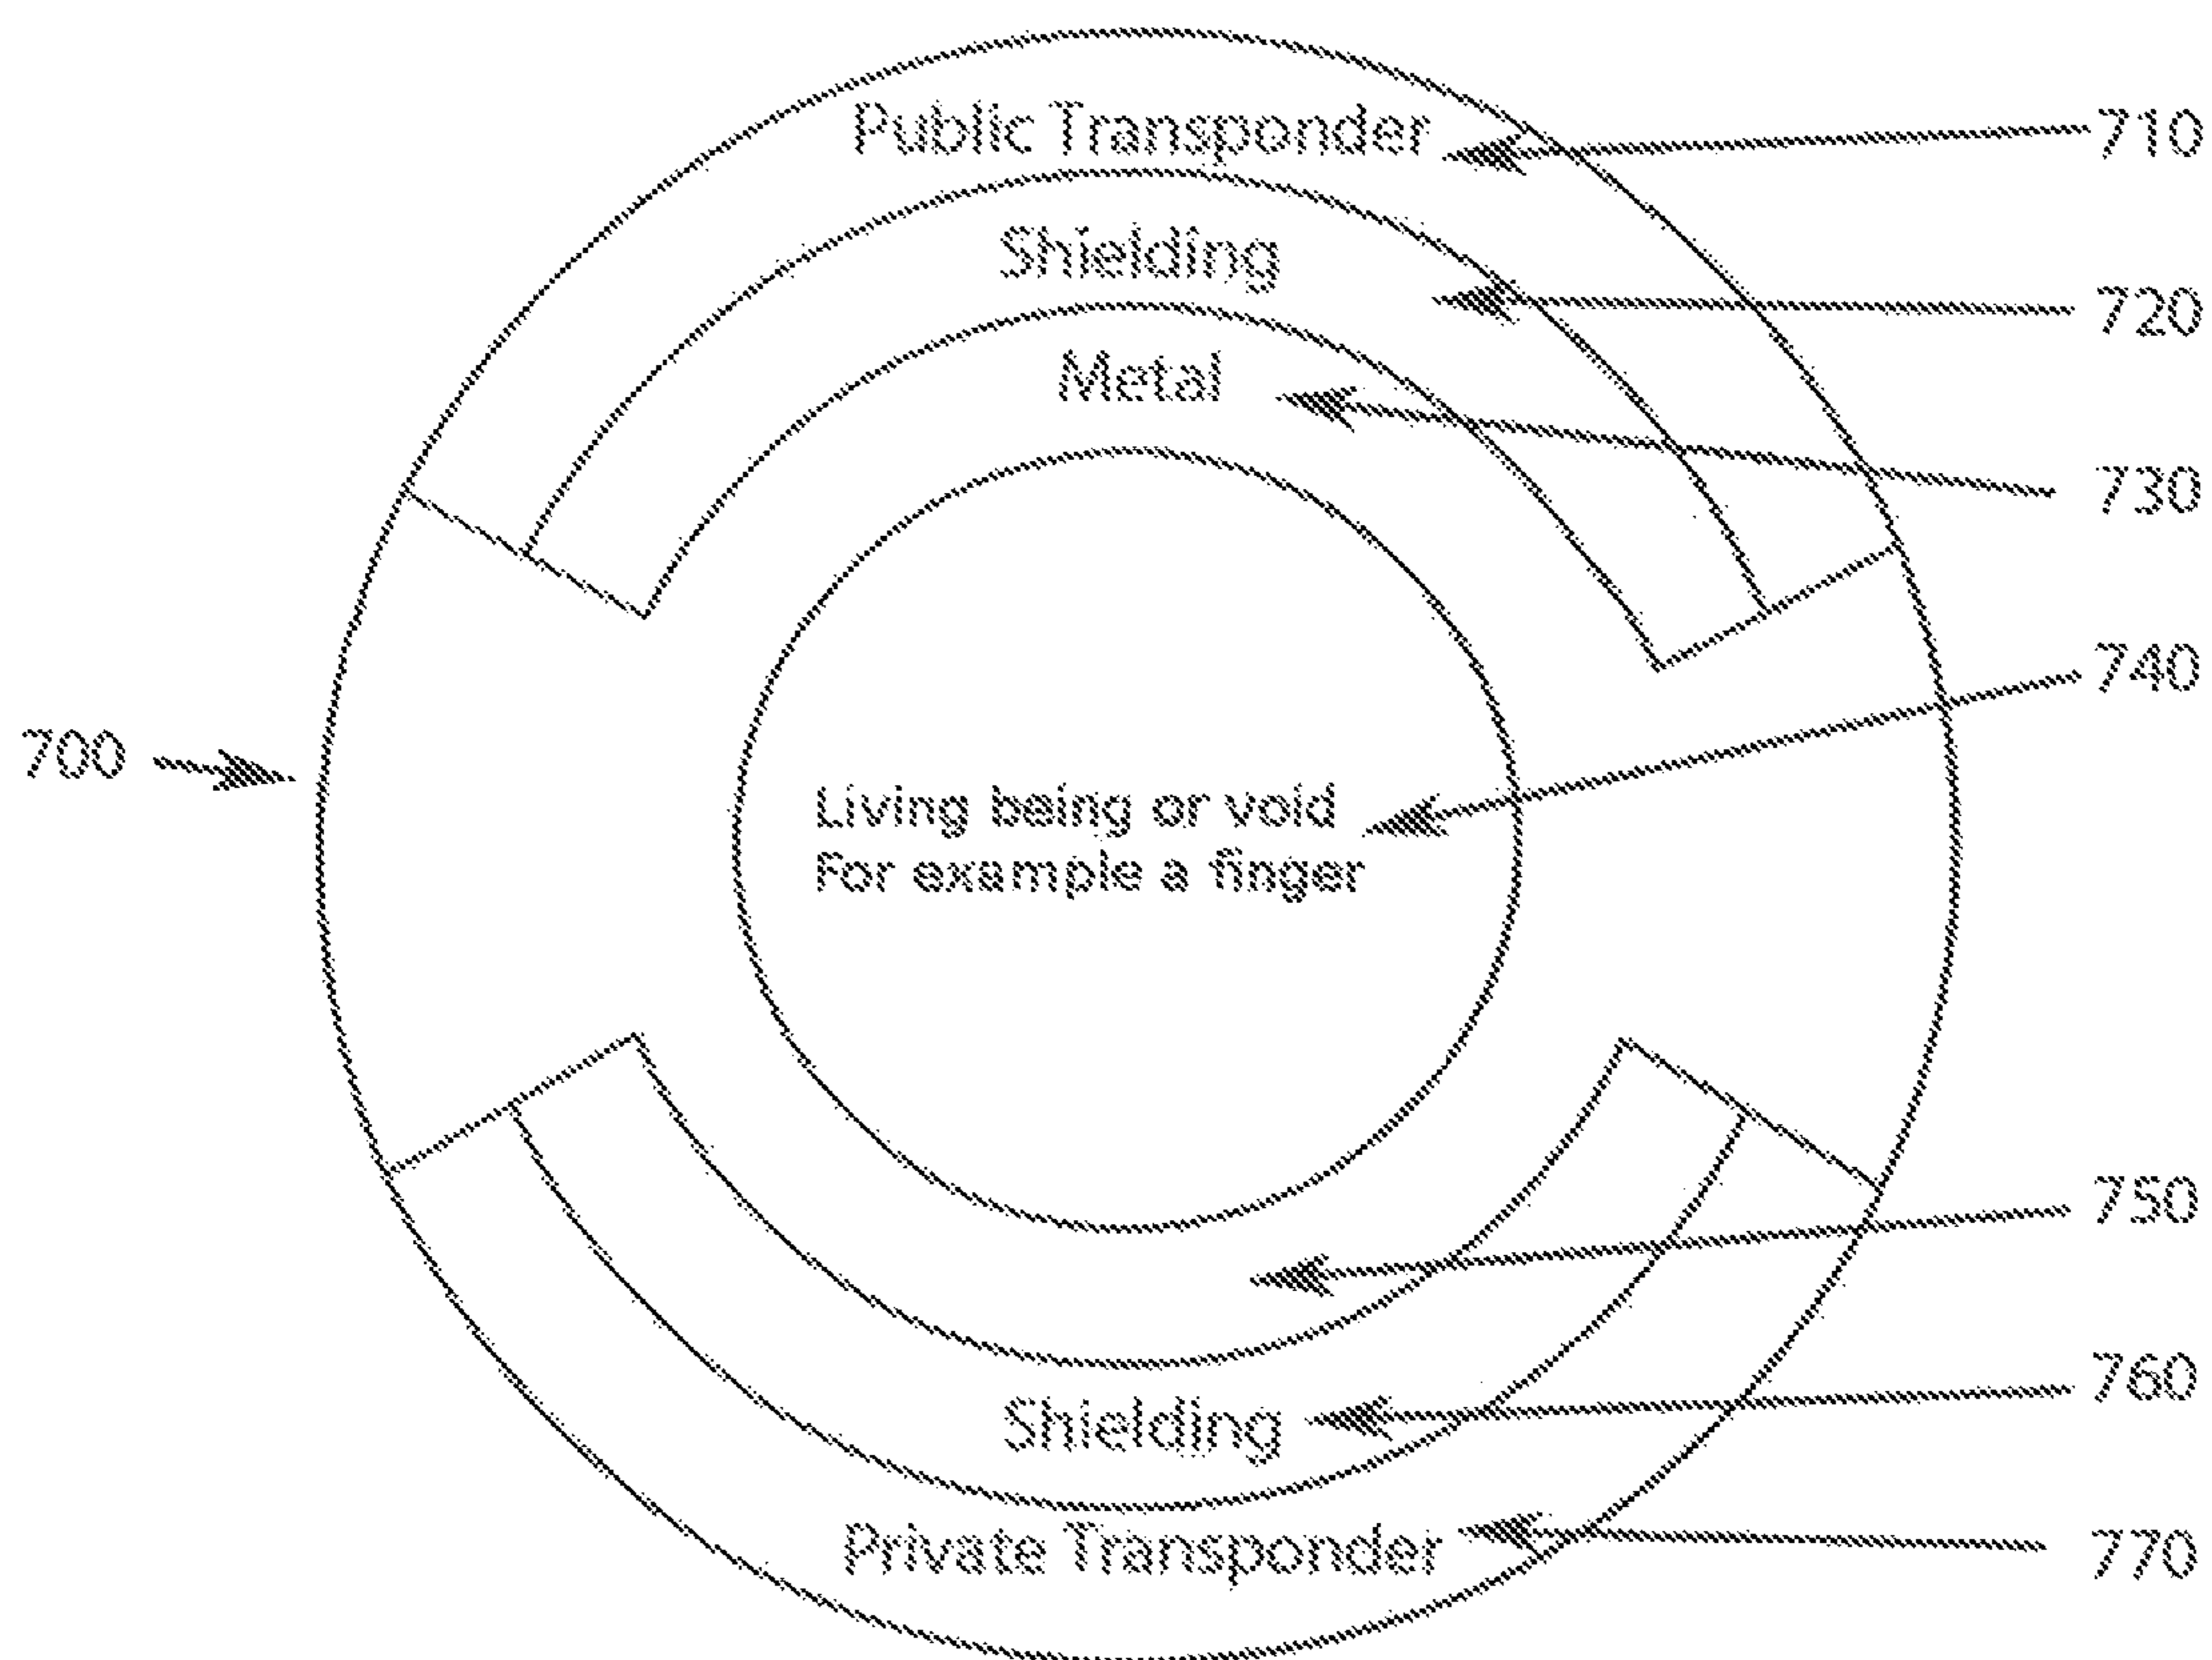 Public Transponder
710
Shielding
720
Metal
730
740
700
Living being or void
For example a finger
750
760
Shielding
Private Transponder
770